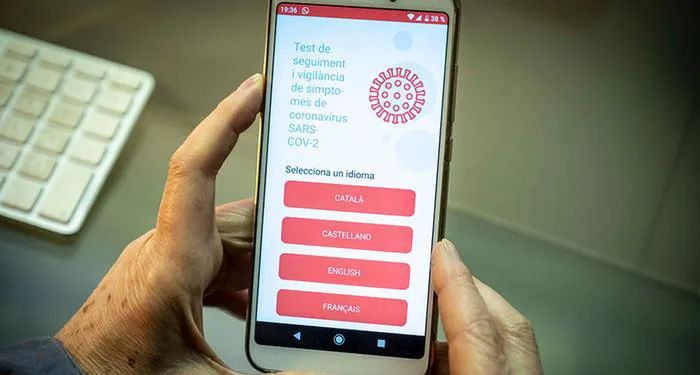 19:36 38 %
Test de
seguiment
i vigilància
de símpto-
mes de
coronavirus
SARS-
COV-2
Selecciona un idioma
CATALÀ
CASTELLANO
ENGLISH
FRANÇAIS